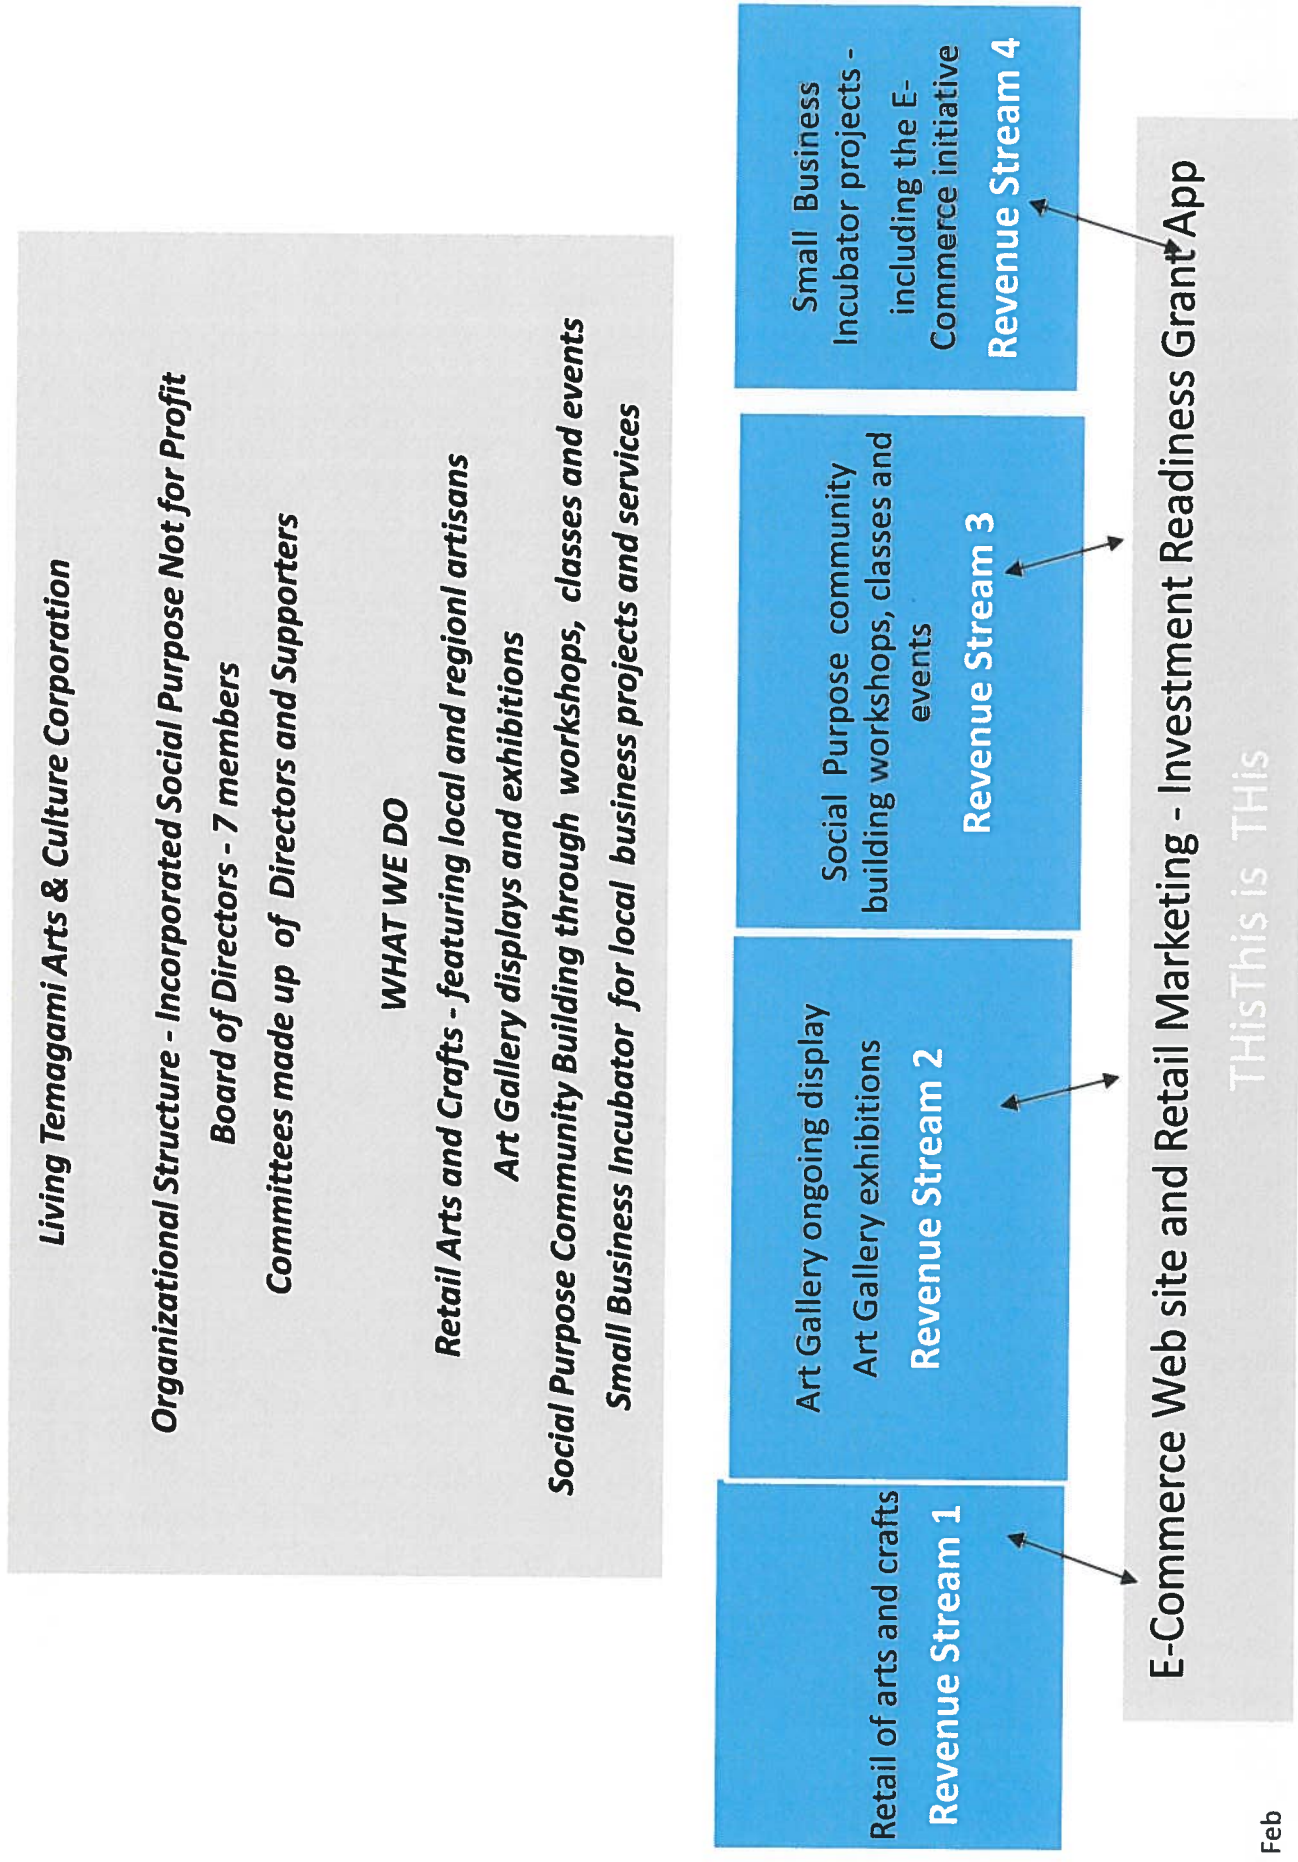 Living Temagami Arts & Culture Corporation
Organizational Structure - Incorporated Social Purpose Not for Profit
Board of Directors - 7 members
Committees made up of Directors and Supporters
WHAT WE DO
Retail Arts and Crafts - featuring local and regionl artisans
Art Gallery displays and exhibitions
Social Purpose Community Building through workshops, classes and events
Small Business Incubator for local business projects and services
Retail of arts and crafts
Revenue Stream 1
Art Gallery ongoing display
Art Gallery exhibitions
Revenue Stream 2
Social Purpose community
building workshops, classes and
events
Revenue Stream 3
Small Business
Incubator projects -
including the E-
Commerce initiative
Revenue Stream 4
E-Commerce Web site and Retail Marketing - Investment Readiness Grant App
THisThis is THis
Feb